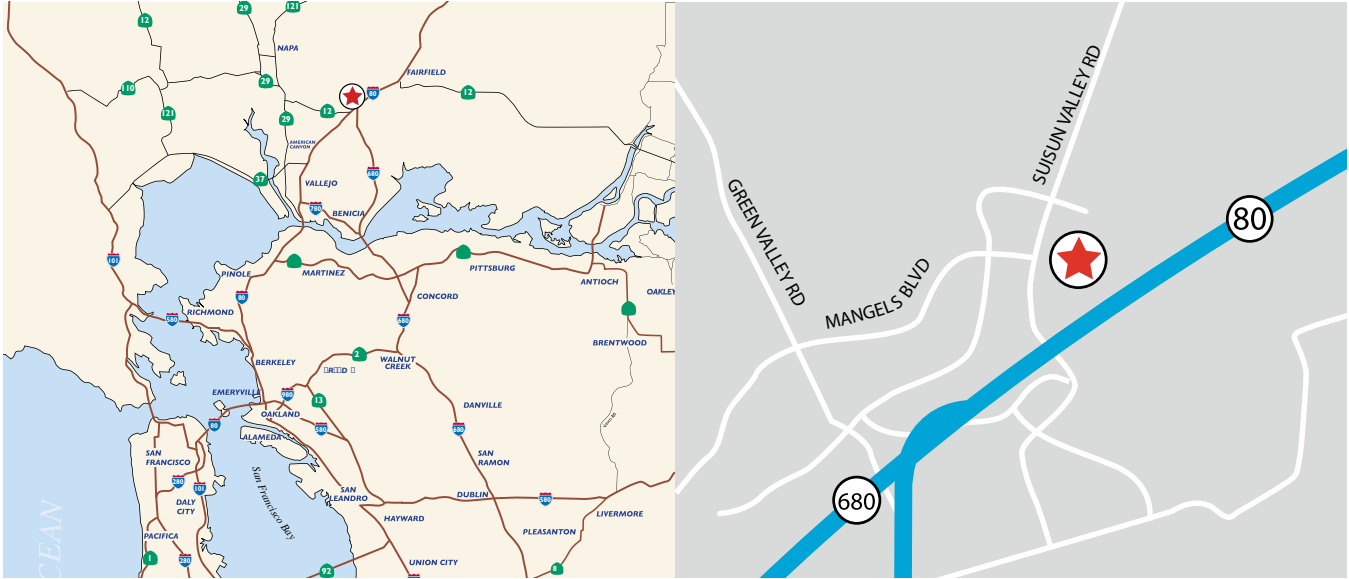 12
29
121
NAPA
FAIRFIELD
110
29
80
12
121
29
12
AMERICAN
CANYON
680
37
VALLEJO
780
BENICIA
101
PINOLE
MARTINEZ
PITTSBURG
ANTIOCH
OAKLEY
80
CONCORD
RICHMOND
580
680
BRENTWOOD
2
BERKELEY
WALNUT
CREEK
EMERYVILLE
980
13
OAKLAND
DANVILLE
80
580
680
ALAMEDA
SAN
FRANCISCO
SAN
RAMON
280
101
San Francisco Bay
SAN
LEANDRO
DUBLIN
580
DALY
CITY
HAYWARD
LIVERMORE
PLEASANTON
PACIFICA
1
380
UNION CITY
92
8
CEAN
SUISUN VALLEY RD
GREEN VALLEY RD
80
MANGELS BLVD
680